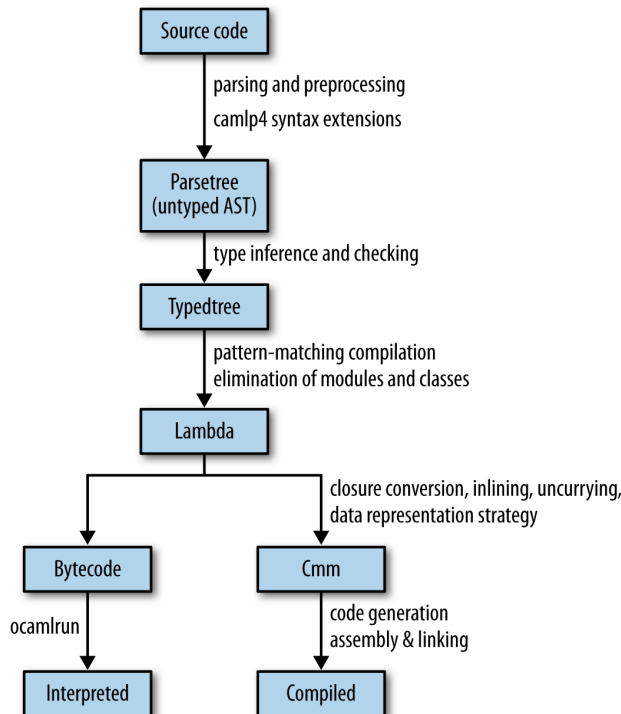 Source code
parsing and preprocessing
camlp4 syntax extensions
Parsetree
(untyped AST)
type inference and checking
Typedtree
pattern-matching compilation
elimination of modules and classes
Lambda
closure conversion, inlining, uncurrying,
data representation strategy
Bytecode
Cmm
ocamlrun
code generation
assembly & linking
Interpreted
Compiled